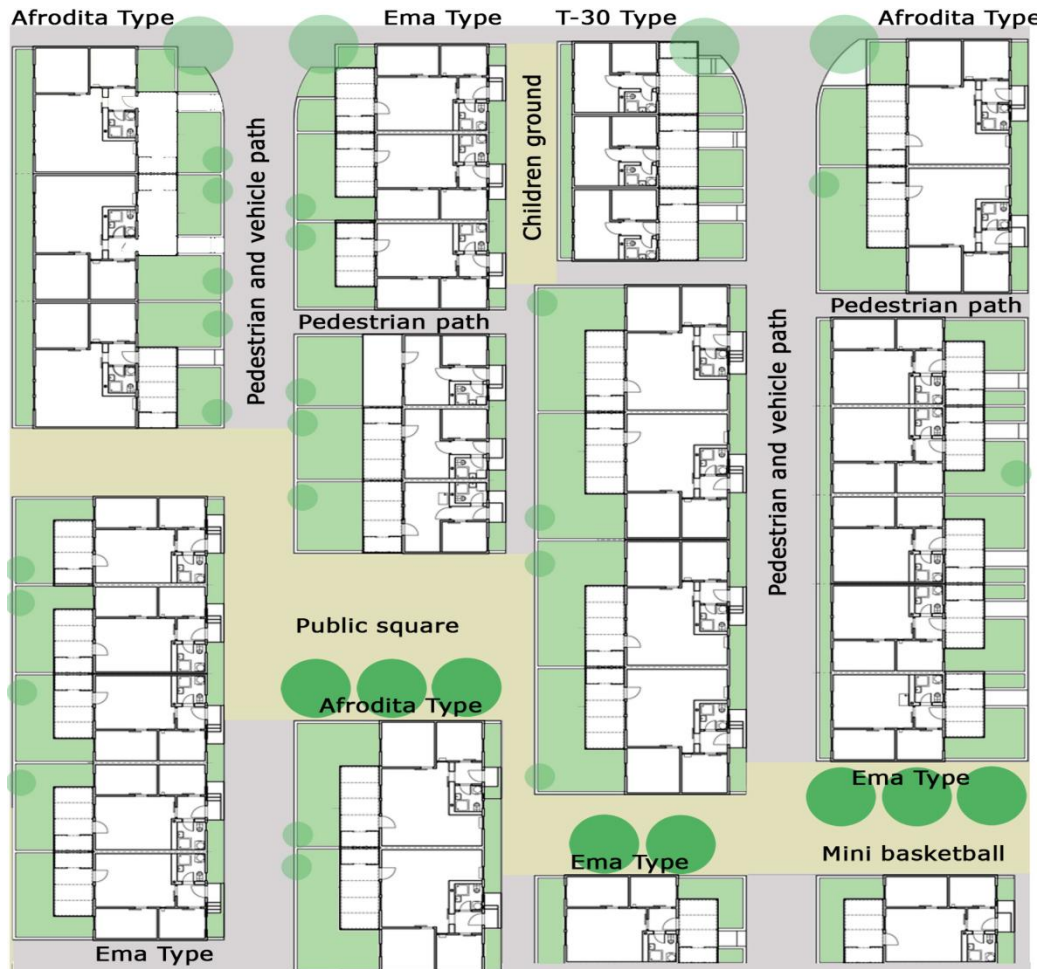 Afrodita Type
Ema Type
T-30 Type
Afrodita Type
Pedestrian and vehicle path
Children ground
Pedestrian path
Pedestrian path
Pedestrian and vehicle path
Public square
Afrodita Type
Ema Type
Ema Type
Mini basketball
Ema Type